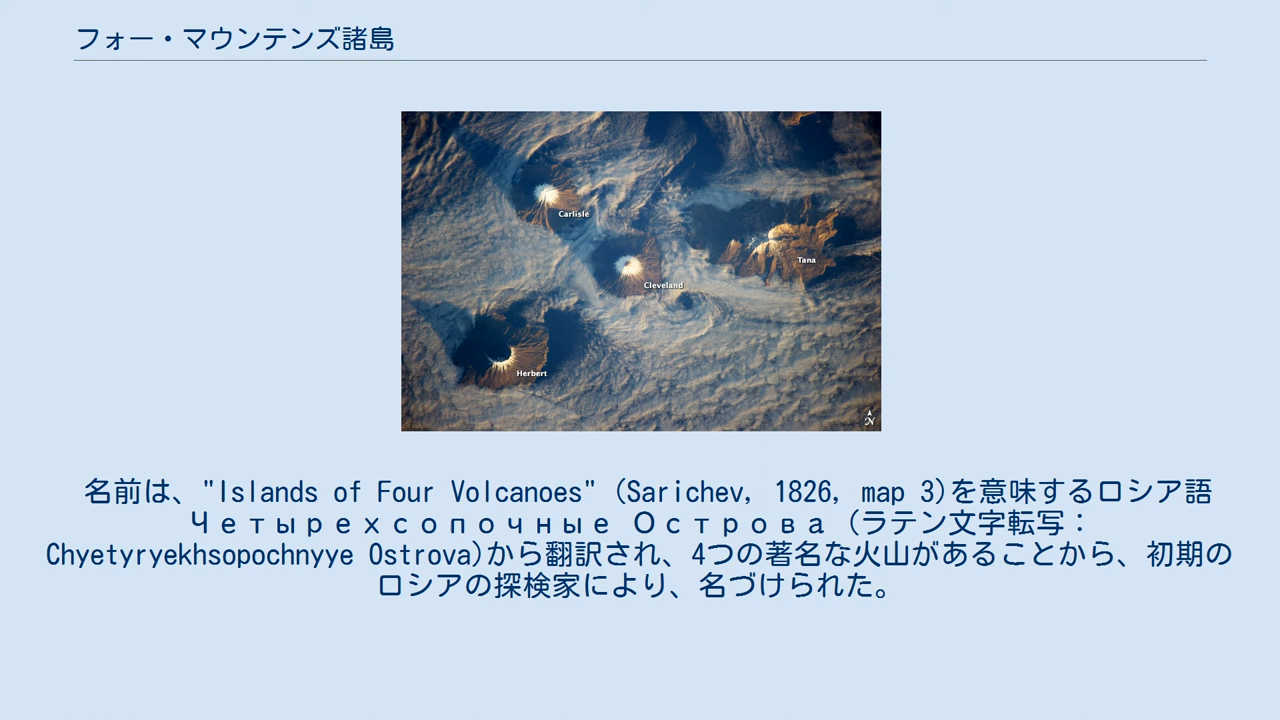 フォー・マウンテンズ諸島
Carlisle
Tana
Cleveland
Herbert
N
名前は、"Islands of Four Volcanoes" (Sarichev, 1826, map 3)を意味するロシア語
Четырехсопочные Острова (ラテン文字転写：
Chyetyryekhsopochnyye Ostrova)から翻訳され、4つの著名な火山があることから、初期の
ロシアの探検家により、名づけられた。